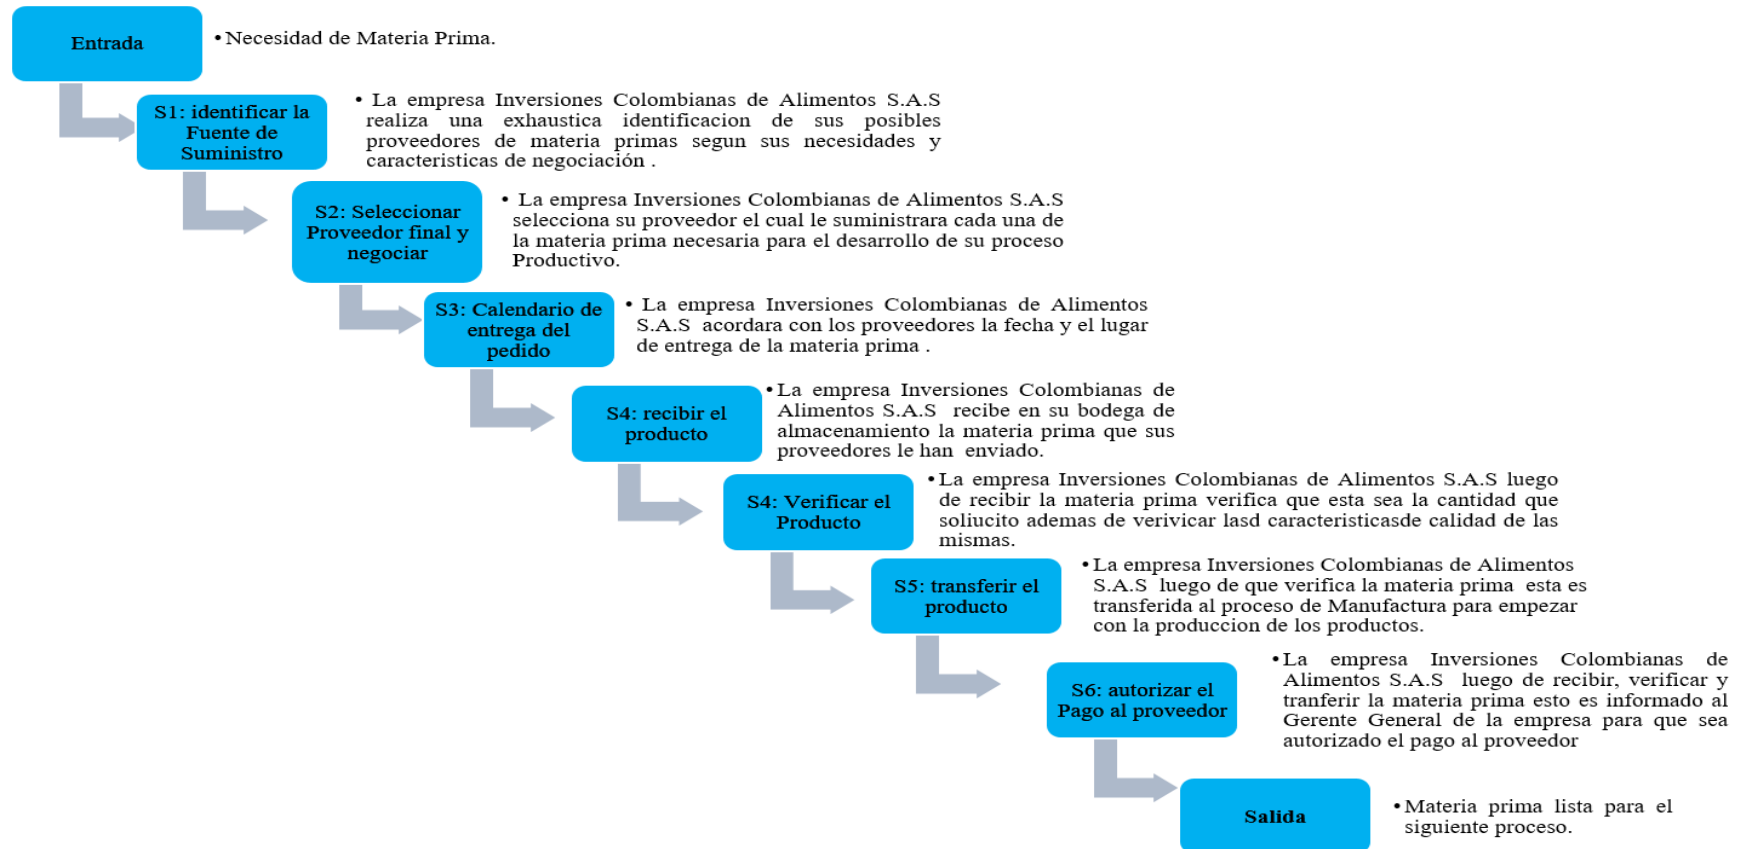 Entrada
• Necesidad de Materia Prima.
S1: identificar la
Fuente de
Suministro
• La empresa Inversiones Colombianas de Alimentos S.A.S
realiza una exhaustica identificacion de sus posibles
proveedores de materia primas segun sus necesidades y
caracteristicas de negociación .
S2: Seleccionar
Proveedor final y
negociar
• La empresa Inversiones Colombianas de Alimentos S.A.S
selecciona su proveedor el cual le suministrara cada una de
la materia prima necesaria para el desarrollo de su proceso
Productivo.
S3: Calendario de
entrega del
pedido
• La empresa Inversiones Colombianas de Alimentos
S.A.S acordara con los proveedores la fecha y el lugar
de entrega de la materia prima .
S4: recibir el
producto
• La empresa Inversiones Colombianas de
Alimentos S.A.S recibe en su bodega de
almacenamiento la materia prima que sus
proveedores le han enviado.
S4: Verificar el
Producto
• La empresa Inversiones Colombianas de Alimentos S.A.S luego
de recibir la materia prima verifica que esta sea la cantidad que
soliucito ademas de verivicar lasd caracteristicasde calidad de las
mismas.
S5: transferir el
producto
• La empresa Inversiones Colombianas de Alimentos
S.A.S luego de que verifica la materia prima esta es
transferida al proceso de Manufactura para empezar
con la produccion de los productos.
S6: autorizar el
Pago al proveedor
• La empresa Inversiones Colombianas de
Alimentos S.A.S luego de recibir, verificar y
tranferir la materia prima esto es informado al
Gerente General de la empresa para que sea
autorizado el pago al proveedor
Salida
• Materia prima lista para el
siguiente proceso.